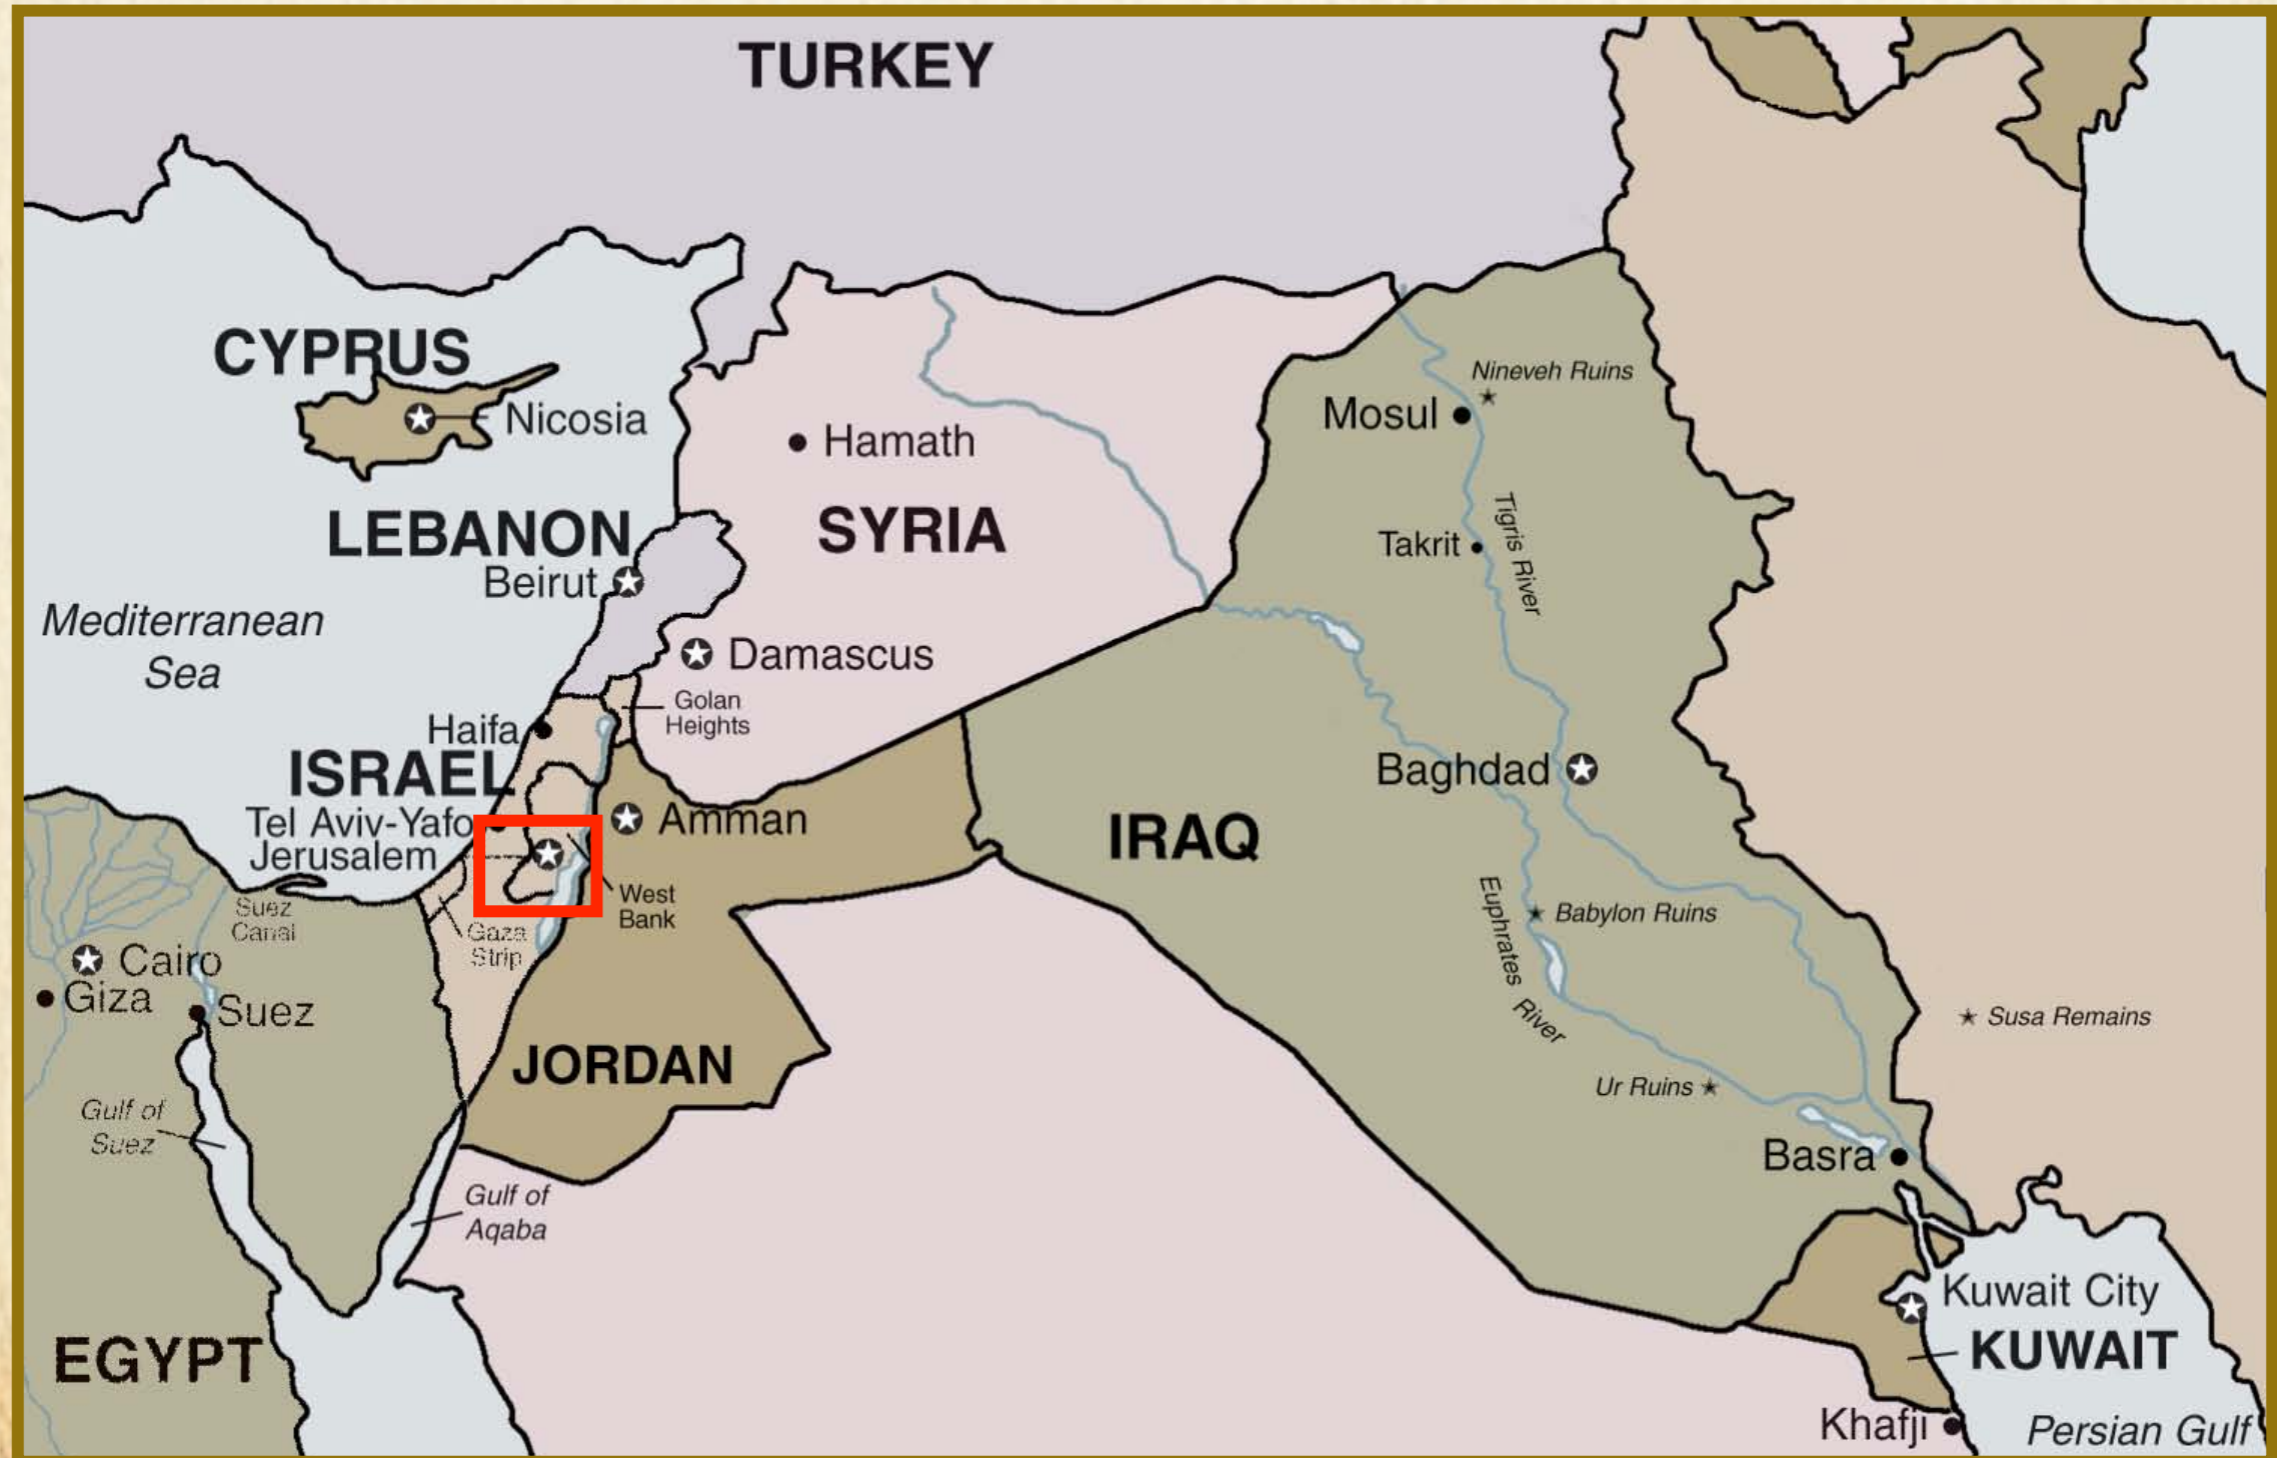 TURKEY
CYPRUS
Nicosia
Nineveh Ruins
Mosul
Hamath
LEBANON
Beirut
SYRIA
Takrit
Tigris River
Mediterranean
Sea
Damascus
Golan
Heights
Haifa
ISRAEL
Tel Aviv-Yafo
Jerusalem
Amman
Baghdad
IRAQ
West
Bank
Suez
Canal
Gaza
Strip
Euphrates River
Babylon Ruins
Cairo
Giza
Suez
Susa Remains
JORDAN
Ur Ruins
Gulf of
Suez
Basra
Gulf of
Aqaba
Kuwait City
KUWAIT
EGYPT
Khafji
Persian Gulf